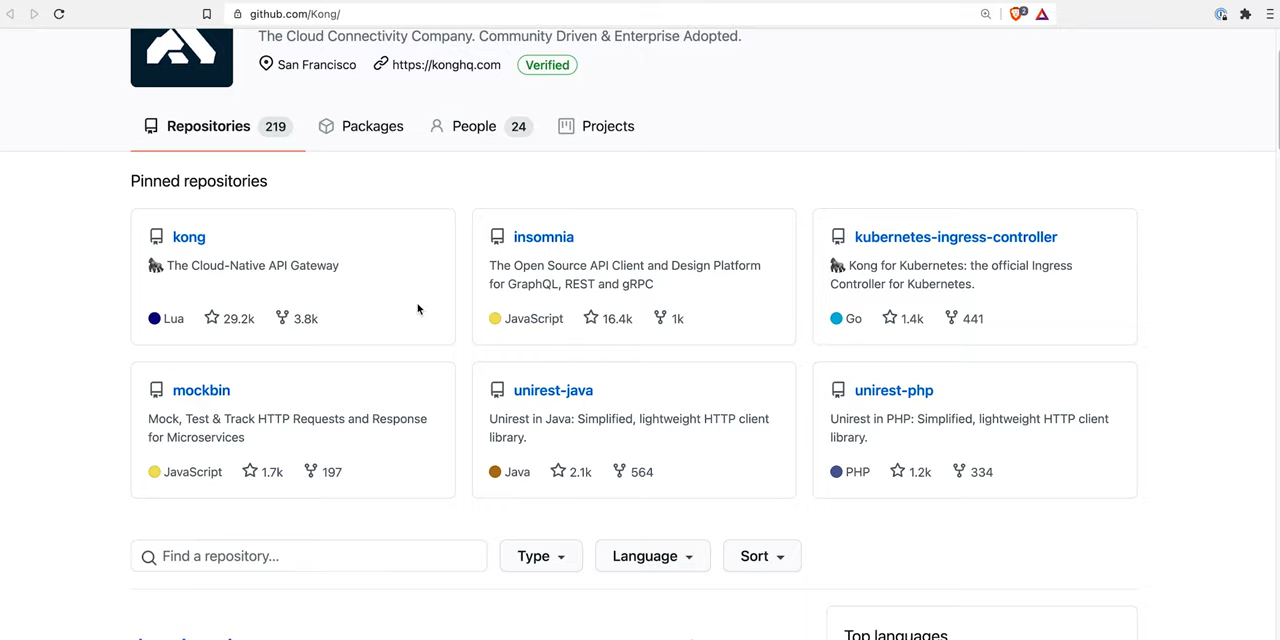 github.com/Kong/
2
The Cloud Connectivity Company. Community Driven & Enterprise Adopted.
San Francisco https://konghq.com Verified
Repositories 219 Packages People 24 Projects
Pinned repositories
kong
🦍 The Cloud-Native API Gateway
Lua 29.2k 3.8k
insomnia
The Open Source API Client and Design Platform
for GraphQL, REST and gRPC
JavaScript 16.4k 1k
kubernetes-ingress-controller
🦍 Kong for Kubernetes: the official Ingress
Controller for Kubernetes.
Go 1.4k 441
mockbin
Mock, Test & Track HTTP Requests and Response
for Microservices
JavaScript 1.7k 197
unirest-java
Unirest in Java: Simplified, lightweight HTTP client
library.
Java 2.1k 564
unirest-php
Unirest in PHP: Simplified, lightweight HTTP client
library.
PHP 1.2k 334
Find a repository... Type Language Sort
Top languages